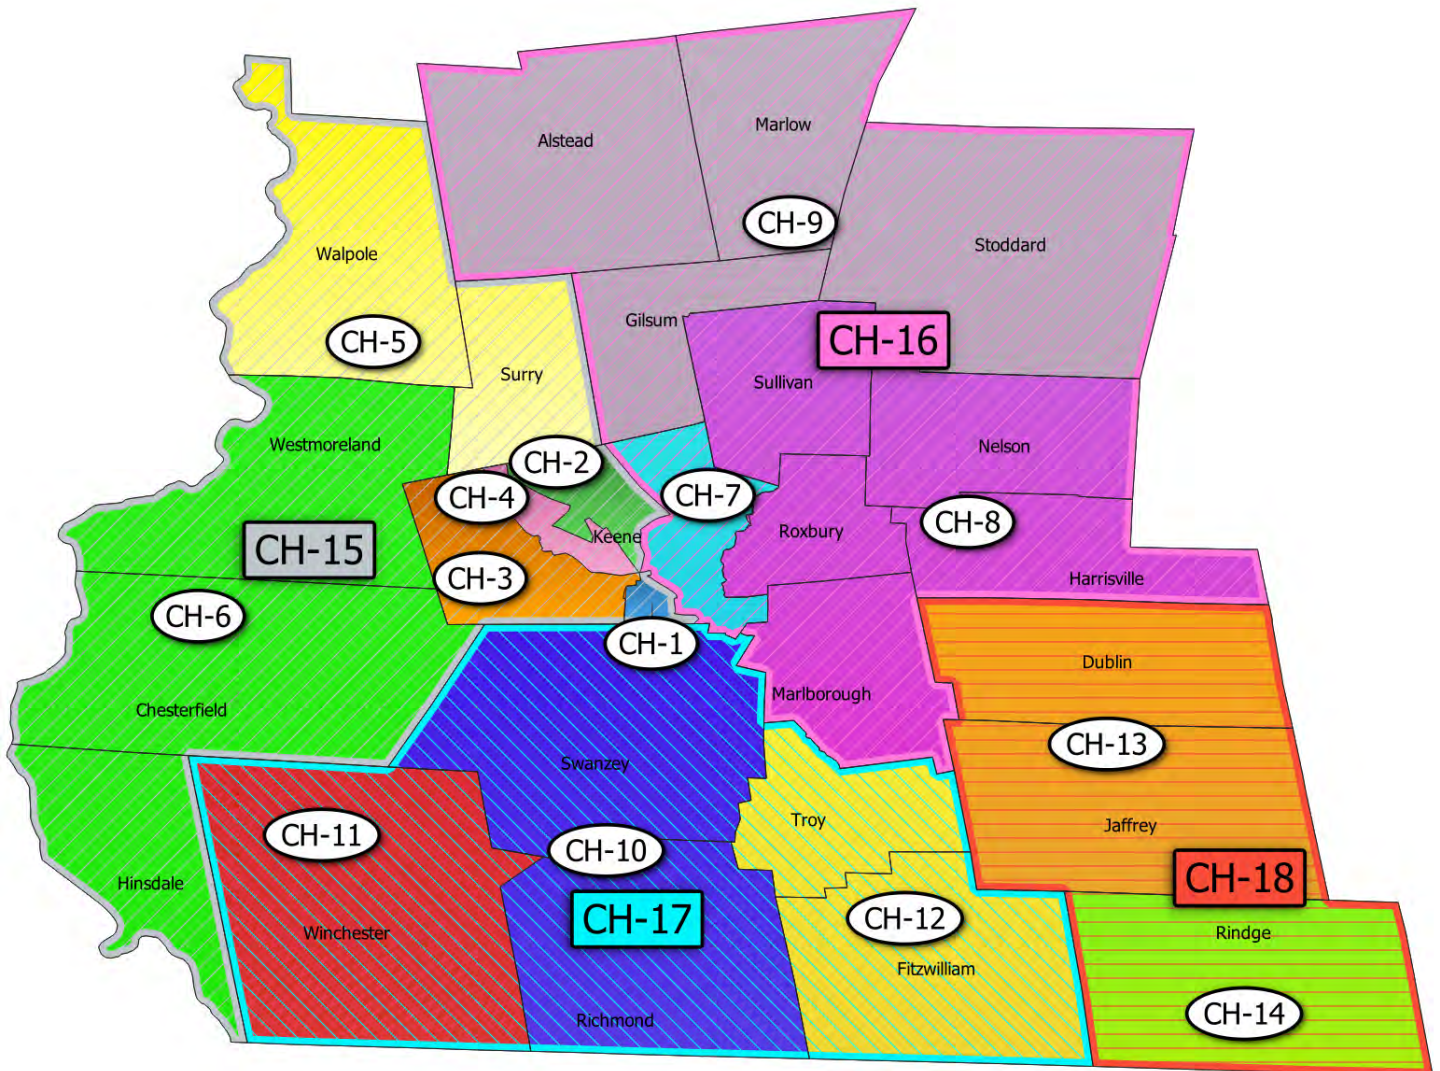 Marlow
Alstead
CH-9
Stoddard
Walpole
Gilsum
CH-5
CH-16
Surry
Sullivan
Westmoreland
Nelson
CH-2
CH-4
CH-7
CH-8
Keene
Roxbury
CH-15
CH-3
Harrisville
CH-6
CH-1
Dublin
Marlborough
Chesterfield
CH-13
Swanzey
Troy
Jaffrey
CH-11
CH-10
CH-18
Hinsdale
CH-17
CH-12
Winchester
Rindge
Fitzwilliam
CH-14
Richmond